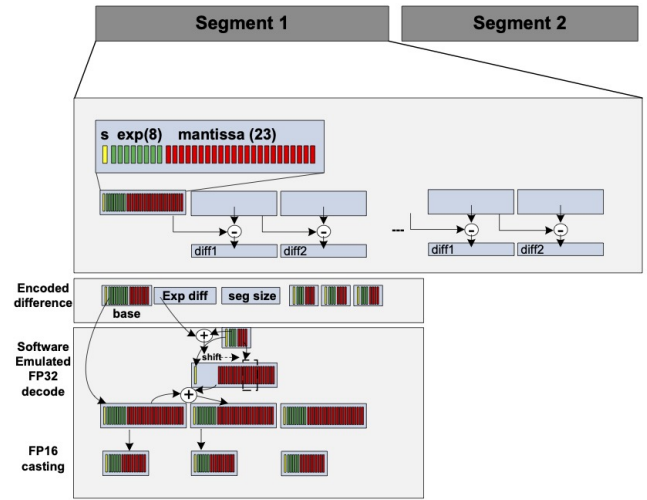 Segment 1
Segment 2
s exp(8) mantissa (23)
---
diff1
diff2
diff1
diff2
Encoded
difference
base
Exp diff
seg size
Software
Emulated
FP32
decode
shift
FP16
casting